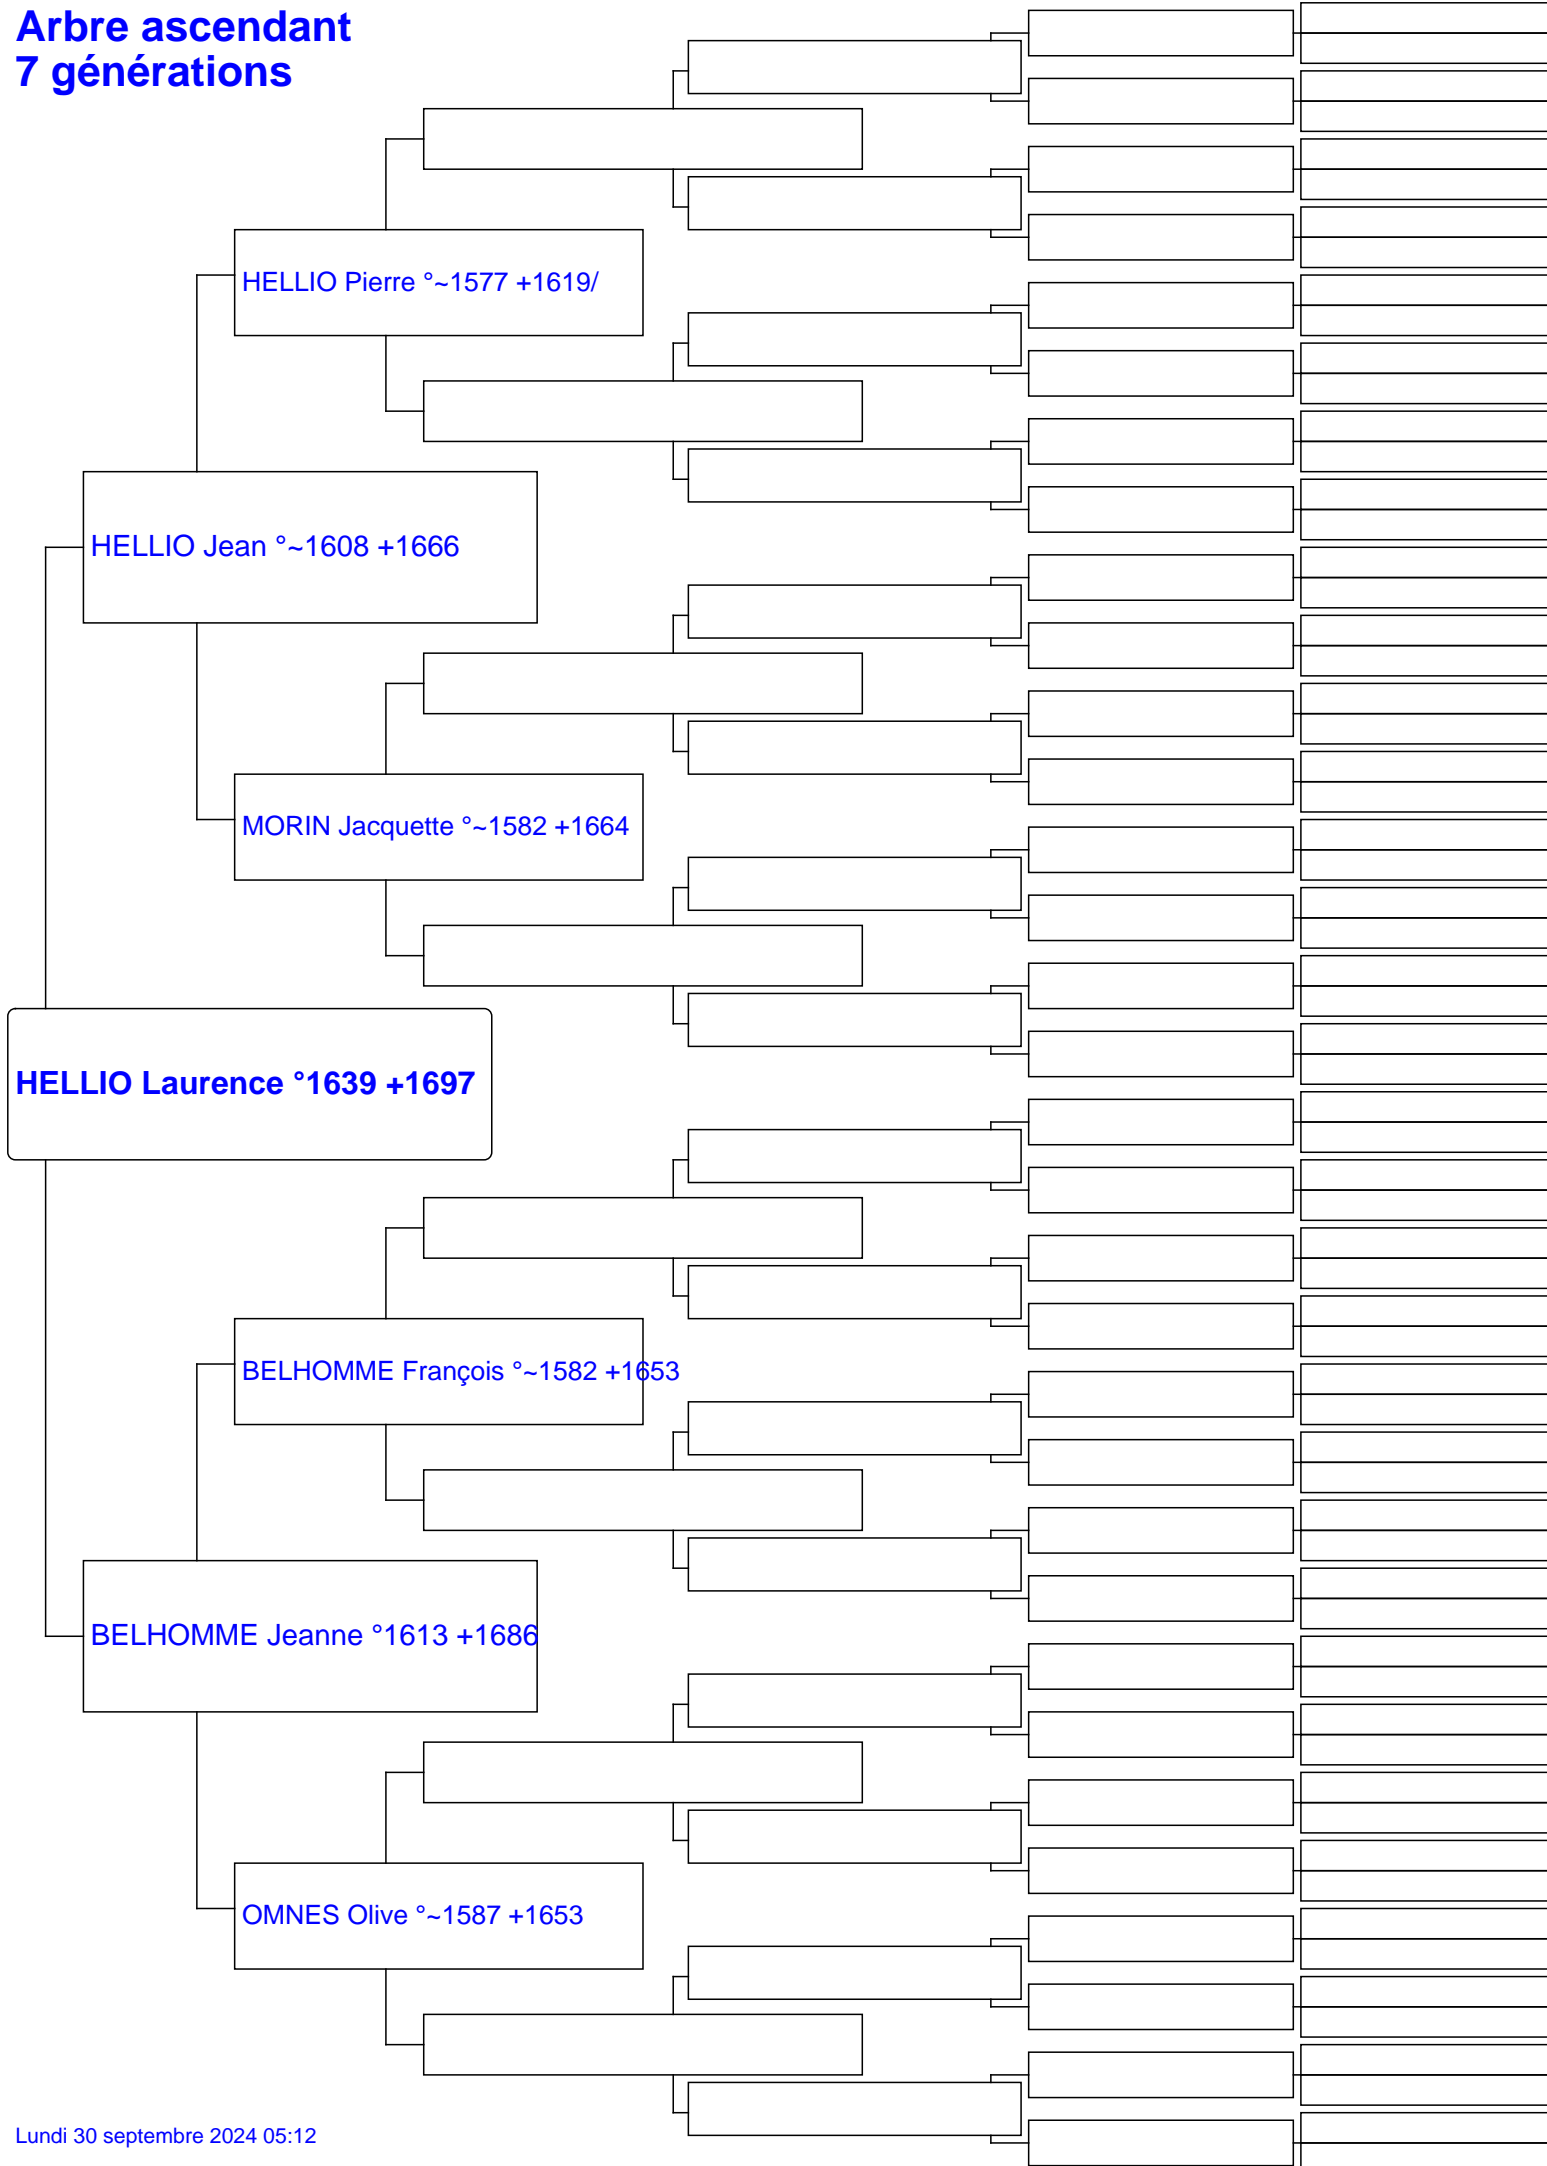 Arbre ascendant
7 générations
HELLIO Pierre °~1577 +1619/
HELLIO Jean °~1608 +1666
MORIN Jacquette °~1582 +1664
HELLIO Laurence °1639 +1697
BELHOMME François °~1582 +1653
BELHOMME Jeanne °1613 +1686
OMNES Olive °~1587 +1653
Lundi 30 septembre 2024 05:12